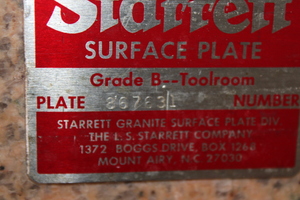 Starrett
SURFACE PLATE
Grade B--Toolroom
PLATE 867631 NUMBER
STARRETT GRANITE SURFACE PLATE DIV.
THE L. S. STARRETT COMPANY
1372 BOGGS DRIVE, BOX 1268
MOUNT AIRY, N.C 27030